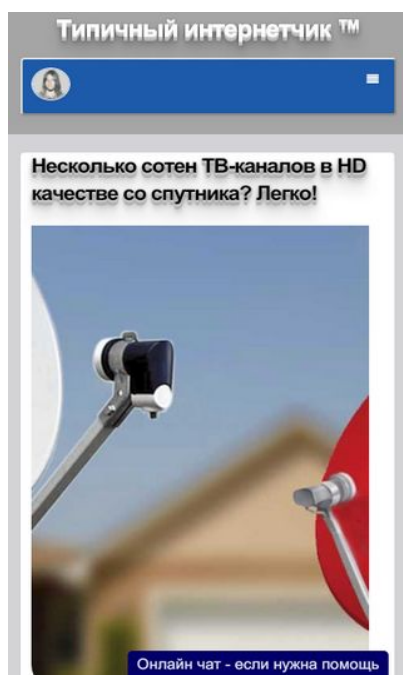 Типичный интернетчик ™
Несколько сотен ТВ-каналов в HD
качестве со спутника? Легко!
Онлайн чат - если нужна помощь